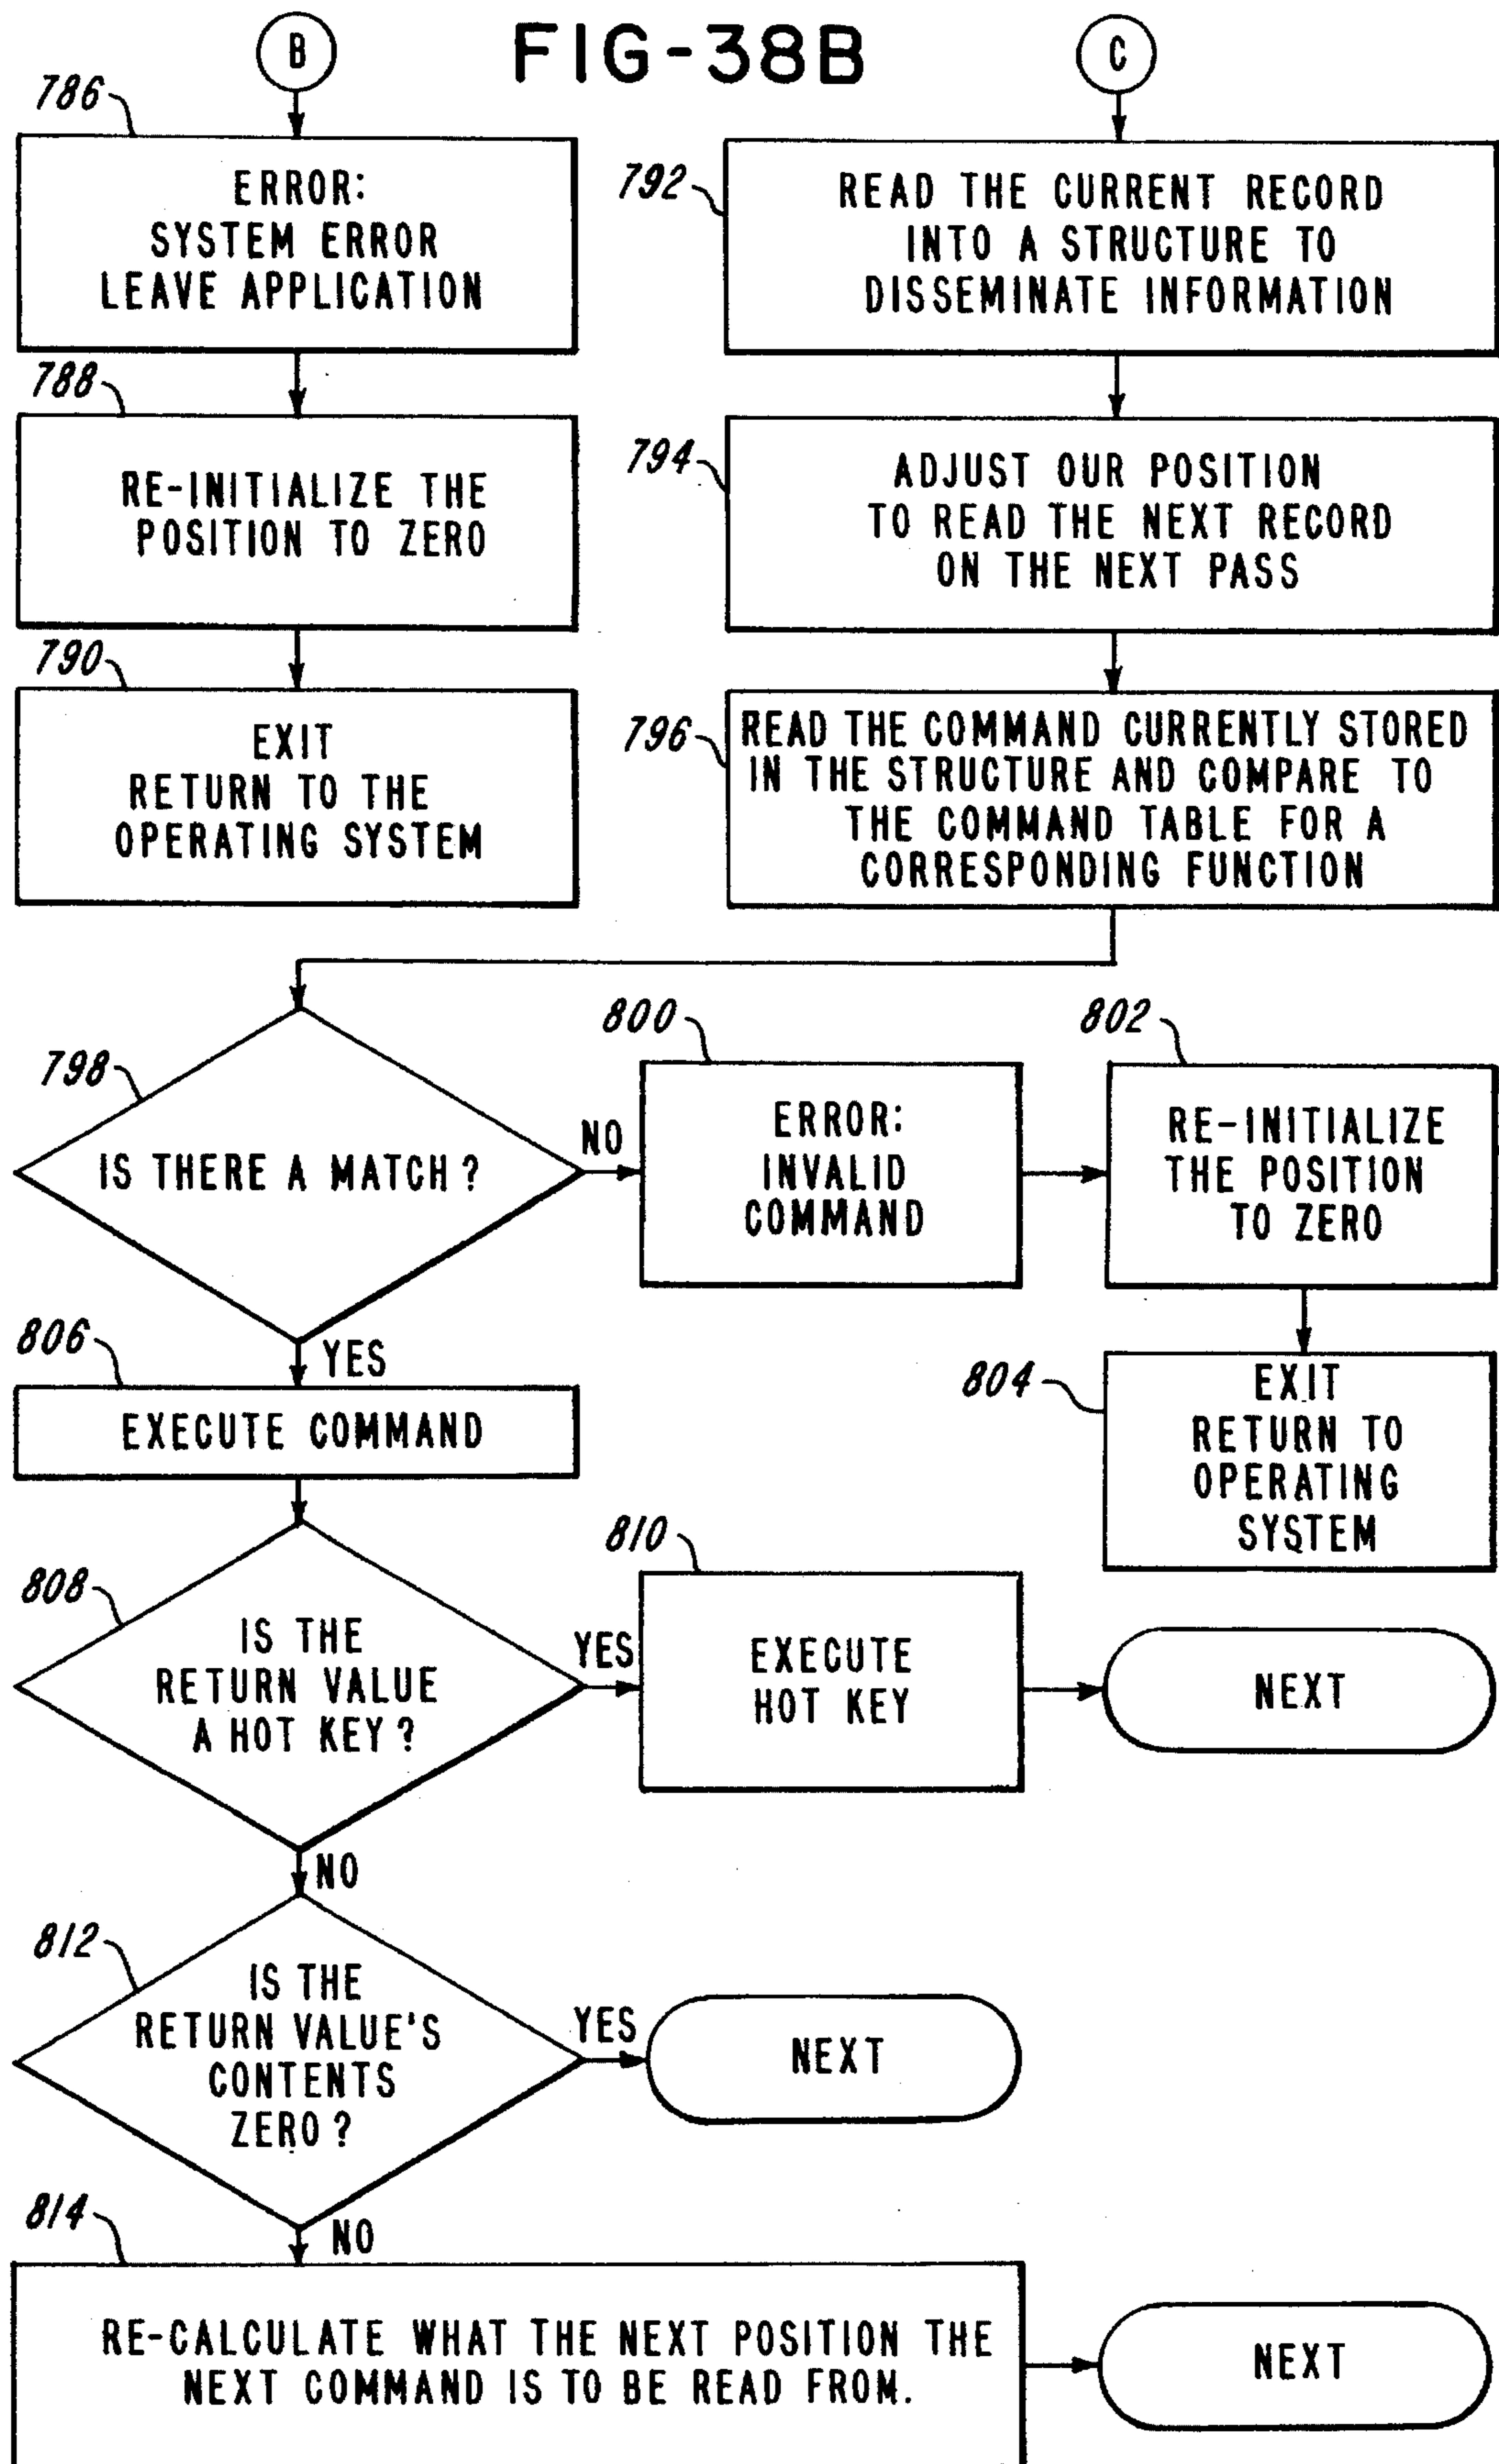 B
FIG-38B
C
786
ERROR:
SYSTEM ERROR
LEAVE APPLICATION
792
READ THE CURRENT RECORD
INTO A STRUCTURE TO
DISSEMINATE INFORMATION
788
RE-INITIALIZE THE
POSITION TO ZERO
794
ADJUST OUR POSITION
TO READ THE NEXT RECORD
ON THE NEXT PASS
790
EXIT
RETURN TO THE
OPERATING SYSTEM
796
READ THE COMMAND CURRENTLY STORED
IN THE STRUCTURE AND COMPARE TO
THE COMMAND TABLE FOR A
CORRESPONDING FUNCTION
798
IS THERE A MATCH?
NO
800
ERROR:
INVALID
COMMAND
802
RE-INITIALIZE
THE POSITION
TO ZERO
804
EXIT
RETURN TO
OPERATING
SYSTEM
YES
806
EXECUTE COMMAND
808
IS THE
RETURN VALUE
A HOT KEY?
YES
810
EXECUTE
HOT KEY
NEXT
NO
812
IS THE
RETURN VALUE'S
CONTENTS
ZERO?
YES
NEXT
NO
814
RE-CALCULATE WHAT THE NEXT POSITION THE
NEXT COMMAND IS TO BE READ FROM.
NEXT